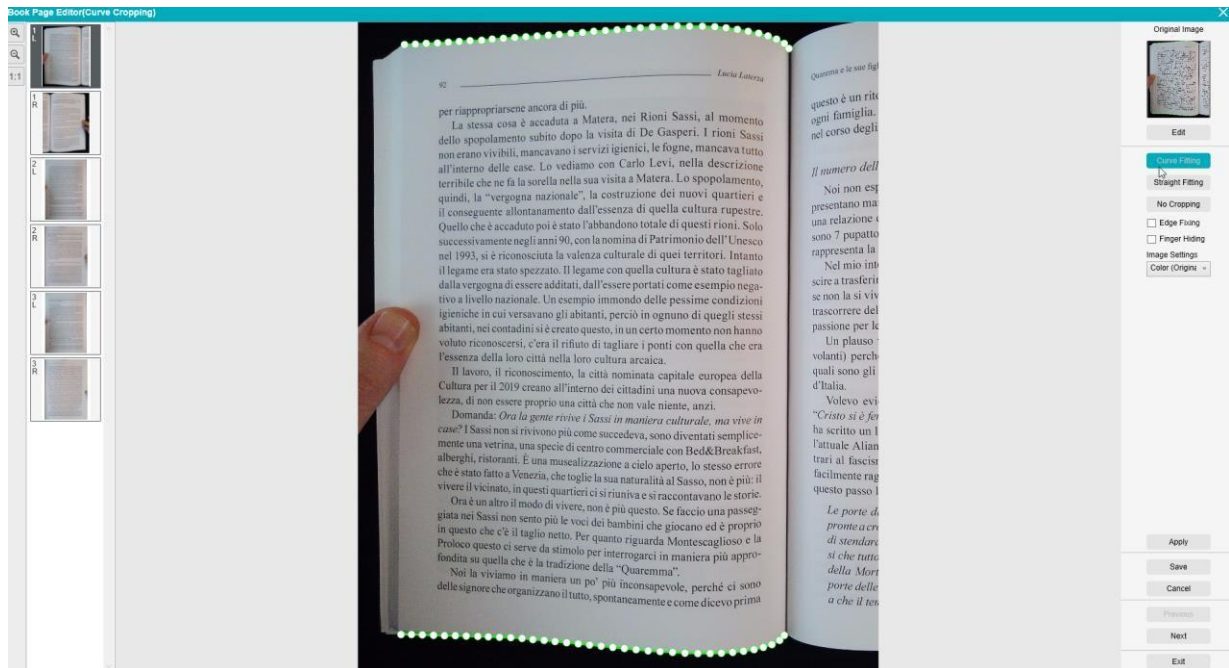 Book Page Editor(Curve Cropping)
1:1
1
L
1
R
2
L
2
R
3
L
3
R
92
Lucia Laterza
per riappropriarsene ancora di più.
La stessa cosa è accaduta a Matera, nei Rioni Sassi, al momento
dello spopolamento subito dopo la visita di De Gasperi. I rioni Sassi
non erano vivibili, mancavano i servizi igienici, le fogne, mancava tutto
all'interno delle case. Lo vediamo con Carlo Levi, nella descrizione
terribile che ne fa la sorella nella sua visita a Matera. Lo spopolamento,
quindi, la “vergogna nazionale”, la costruzione dei nuovi quartieri e
il conseguente allontanamento dall'essenza di quella cultura rupestre.
Quello che è accaduto poi è stato l'abbandono totale di questi rioni. Solo
successivamente negli anni 90, con la nomina di Patrimonio dell'Unesco
nel 1993, si è riconosciuta la valenza culturale di quei territori. Intanto
il legame era stato spezzato. Il legame con quella cultura è stato tagliato
dalla vergogna di essere additati, dall'essere portati come esempio nega-
tivo a livello nazionale. Un esempio immondo delle pessime condizioni
igieniche in cui versavano gli abitanti, perciò in ognuno di quegli stessi
abitanti, nei contadini si è creato questo, in un certo momento non hanno
voluto riconoscersi, c'era il rifiuto di tagliare i ponti con quella che era
l'essenza della loro città nella loro cultura arcaica.
Il lavoro, il riconoscimento, la città nominata capitale europea della
Cultura per il 2019 creano all'interno dei cittadini una nuova consapevo-
lezza, di non essere proprio una città che non vale niente, anzi.
Domanda: Ora la gente rivive i Sassi in maniera culturale, ma vive in
case? I Sassi non si rivivono più come succedeva, sono diventati semplice-
mente una vetrina, una specie di centro commerciale con Bed&Breakfast,
alberghi, ristoranti. È una musealizzazione a cielo aperto, lo stesso errore
che è stato fatto a Venezia, che toglie la sua naturalità al Sasso, non è più: il
vivere il vicinato, in questi quartieri ci si riuniva e si raccontavano le storie.
Ora è un altro il modo di vivere, non è più questo. Se faccio una passeg-
giata nei Sassi non sento più le voci dei bambini che giocano ed è proprio
in questo che c'è il taglio netto. Per quanto riguarda Montescaglioso e la
Proloco questo ci serve da stimolo per interrogarci in maniera più appro-
fondita su quella che è la tradizione della “Quaremma”.
Noi la viviamo in maniera un po' più inconsapevole, perché ci sono
delle signore che organizzano il tutto, spontaneamente e come dicevo prima
Quarema e le sue figl
questo è un rito
ogni famiglia.
nel corso degli
Il numero dell
Noi non esp
presentano ma
una relazione
sono 7 pupatto
rappresenta la
Nel mio int
scire a trasferir
se non la si viv
trascorrere del
passione per le
Un plauso
volanti) perch
quali sono gli
d'Italia.
Volevo evi
“Cristo si è fer
ha scritto un l
l'attuale Alian
trari al fascism
facilmente rag
questo passo l
Le porte d
pronte a cr
di stendard
si che tutto
della Mort
porte delle
a che il ten
Original Image
Edit
Curve Fitting
Straight Fitting
No Cropping
Edge Fixing
Finger Hiding
Image Settings
Color (Origina
Apply
Save
Cancel
Previous
Next
Exit